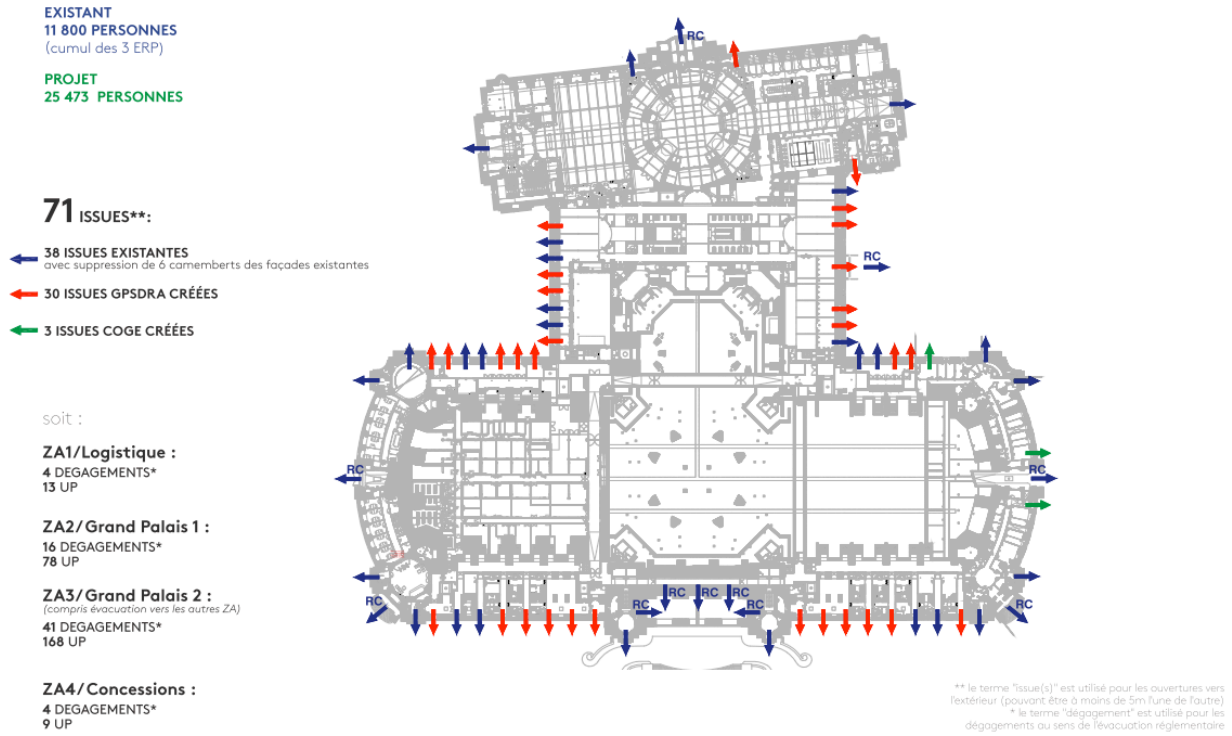 EXISTANT
11 800 PERSONNES
(cumul des 3 ERP)
PROJET
25 473 PERSONNES
71 ISSUES**:
38 ISSUES EXISTANTES
avec suppression de 6 camemberts des façades existantes
30 ISSUES GPSDRA CRÉÉES
3 ISSUES COGE CRÉÉES
soit :
ZA1/Logistique :
4 DEGAGEMENTS*
13 UP
ZA2/Grand Palais 1 :
16 DEGAGEMENTS*
78 UP
ZA3/Grand Palais 2 :
(compris évacuation vers les autres ZA)
41 DEGAGEMENTS*
168 UP
ZA4/Concessions :
4 DEGAGEMENTS*
9 UP
RC
RC
RC
RC
RC
RC
RC
RC
RC
RC
RC
** le terme "issue(s)" est utilisé pour les ouvertures vers
l'extérieur (pouvant être à moins de 5m l'une de l'autre)
* le terme "dégagement" est utilisé pour les
dégagements au sens de l'évacuation réglementaire